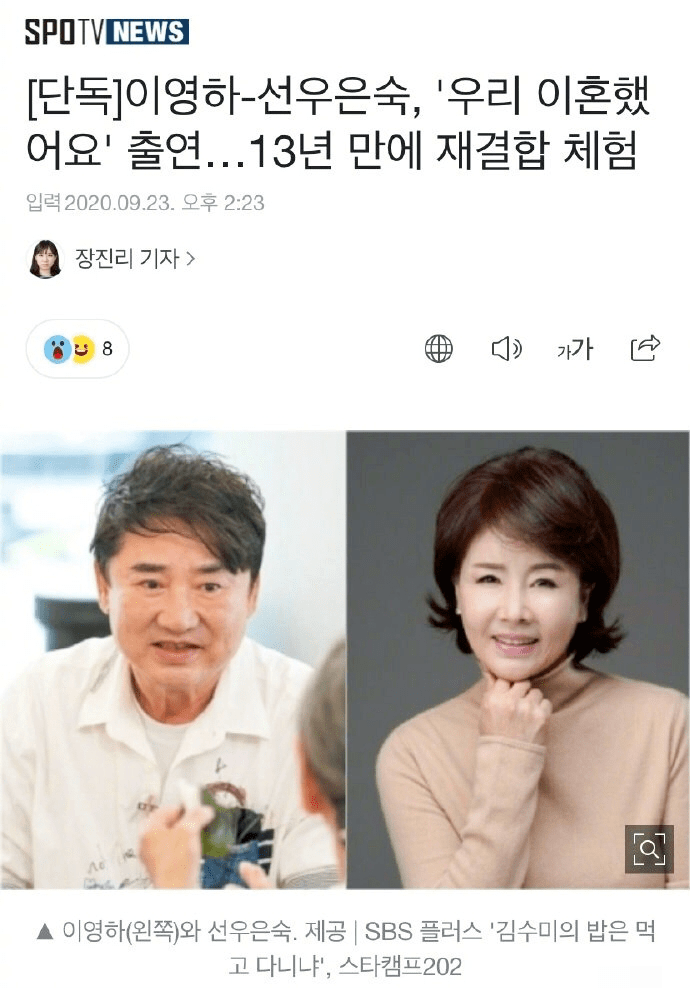 SPOTV NEWS
[단독]이영하-선우은숙, '우리 이혼했
어요' 출연...13년 만에 재결합 체험
입력2020.09.23. 오후 2:23
장진리 기자
8
가가
▲ 이영하(왼쪽)와 선우은숙. 제공 | SBS 플러스 '김수미의 밥은 먹
고 다니냐', 스타캠프202